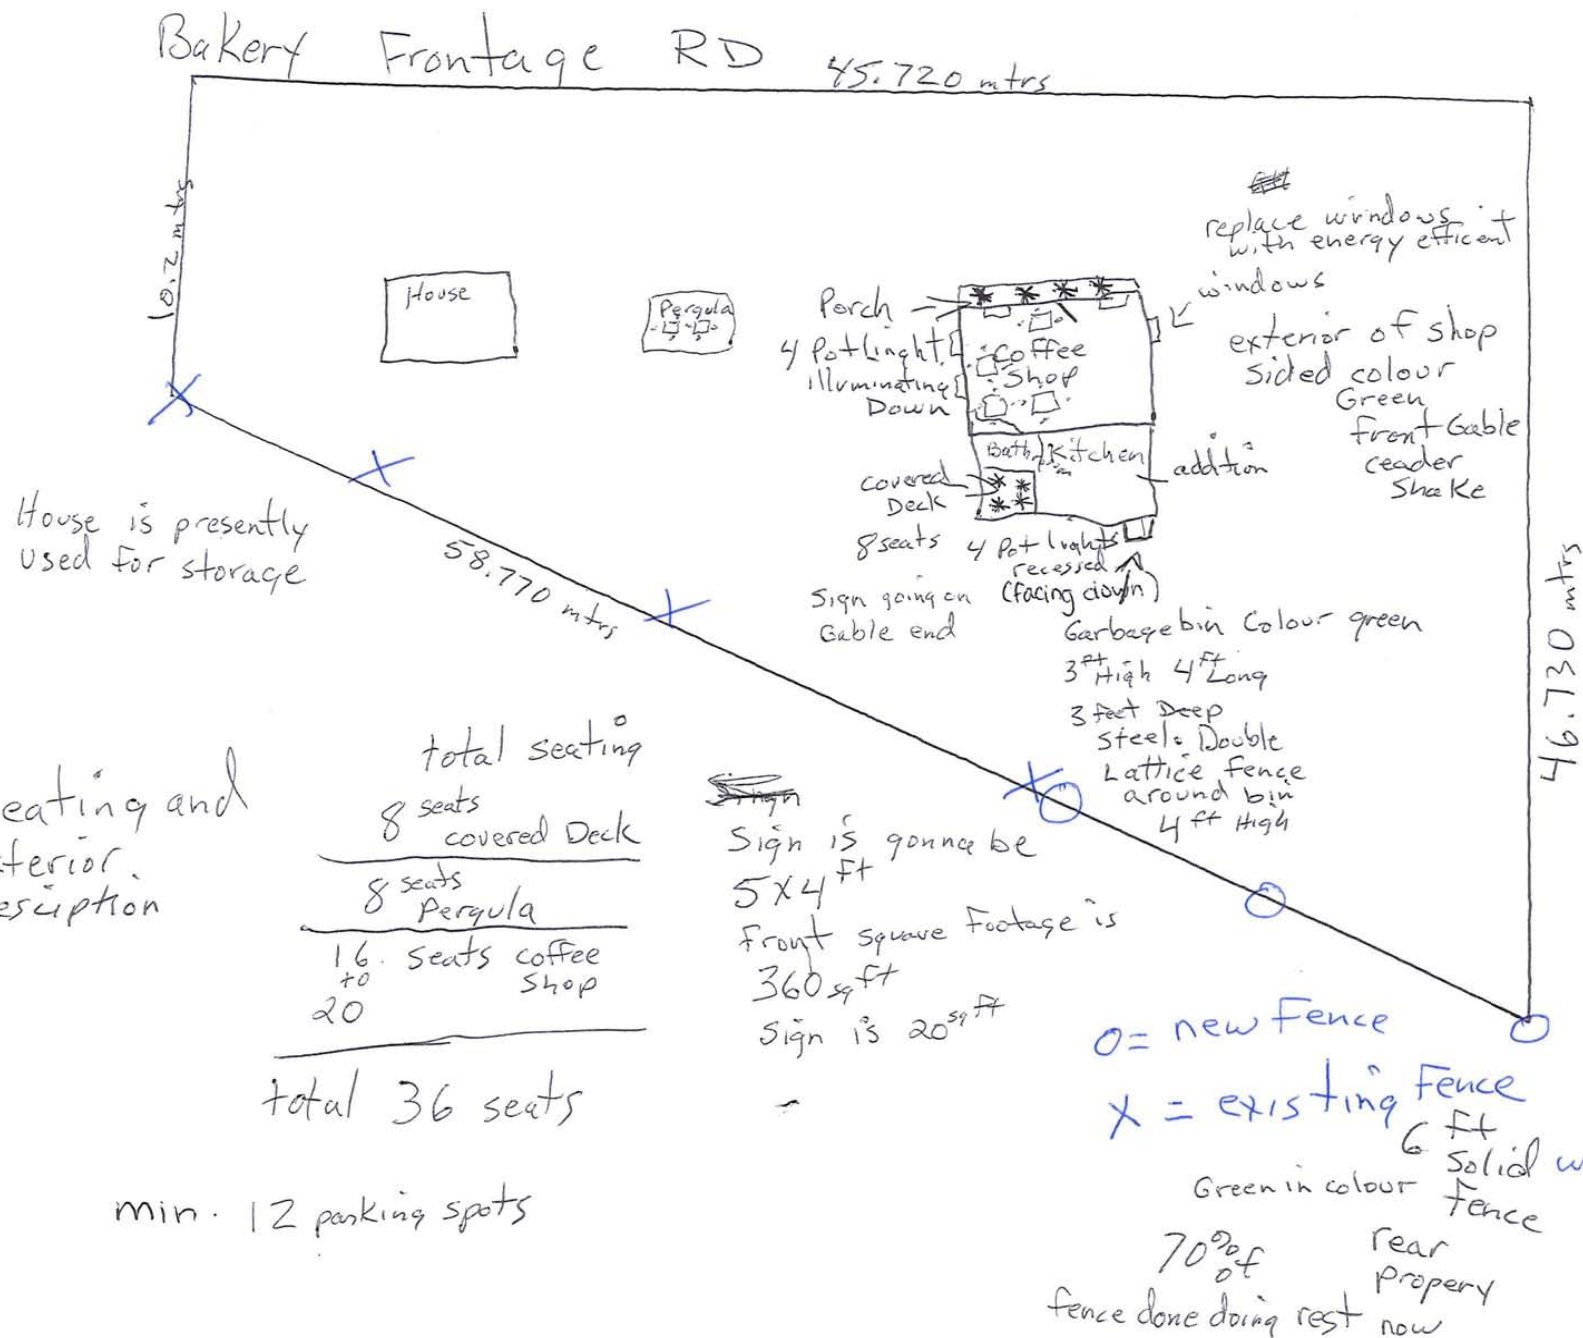 Bakery Frontage RD
45.720 mtrs
10.2 mtrs
House
Pergula
Porch
4 Potlinght
illuminating
Down
Coffee
Shop
replace windows
with energy efficent
windows
exterior of shop
sided colour
Green
front Gable
ceader
Shake
Bath
Kitchen
addition
covered
Deck
8 seats
4 Pot lights
recessed
(facing down)
Sign going on
Gable end
House is presently
used for storage
58.770 mtrs
46.730 mtrs
Garbage bin Colour green
3 ft High 4 ft Long
3 feet Deep
Steel. Double
Lattice fence
around bin
4 ft High
eating and
terior.
esciption
total seating
8 seats
covered Deck
8 seats
Pergula
16. seats coffee
to shop
20
total 36 seats
min. 12 parking spots
Sign is gonna be
5x4 ft
front square footage is
360 sq ft
Sign is 20 sq ft
O= new Fence
X = existing Fence
6 ft
Solid w
Green in colour fence
70% of rear
propery
fence done doing rest now